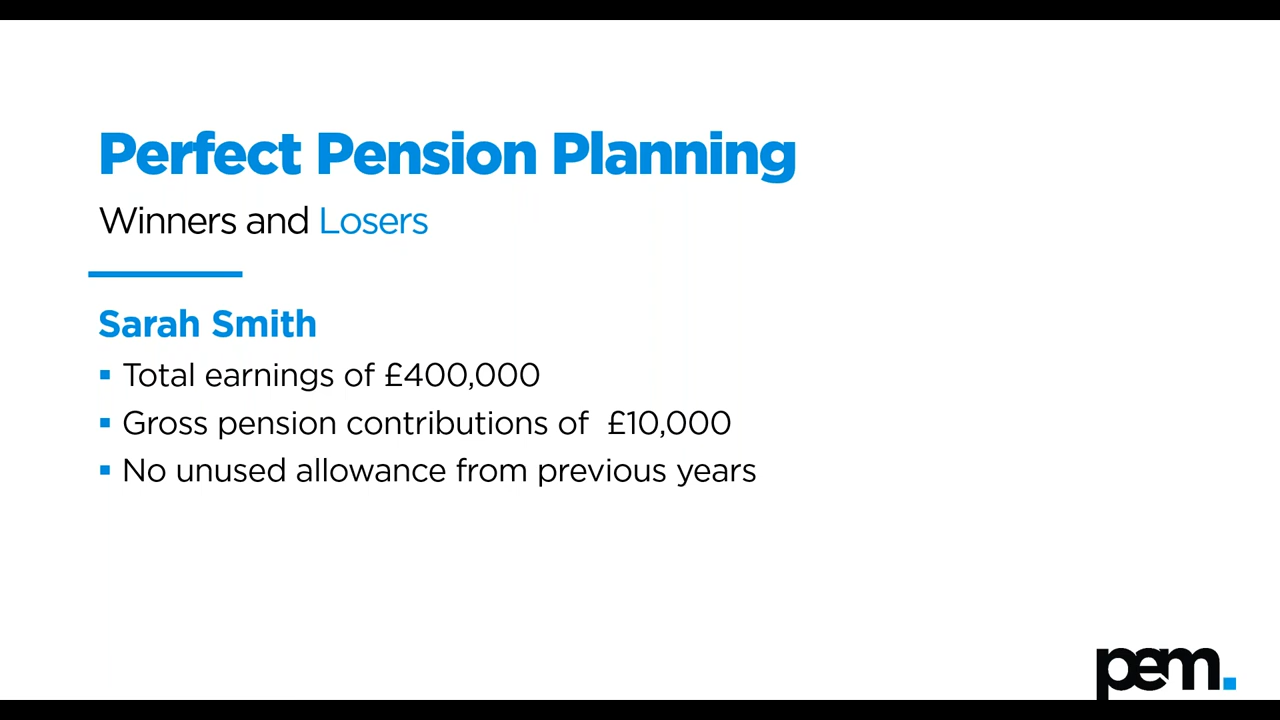 Perfect Pension Planning
Winners and Losers
Sarah Smith
▪ Total earnings of £400,000
▪ Gross pension contributions of  £10,000
▪ No unused allowance from previous years
pem.